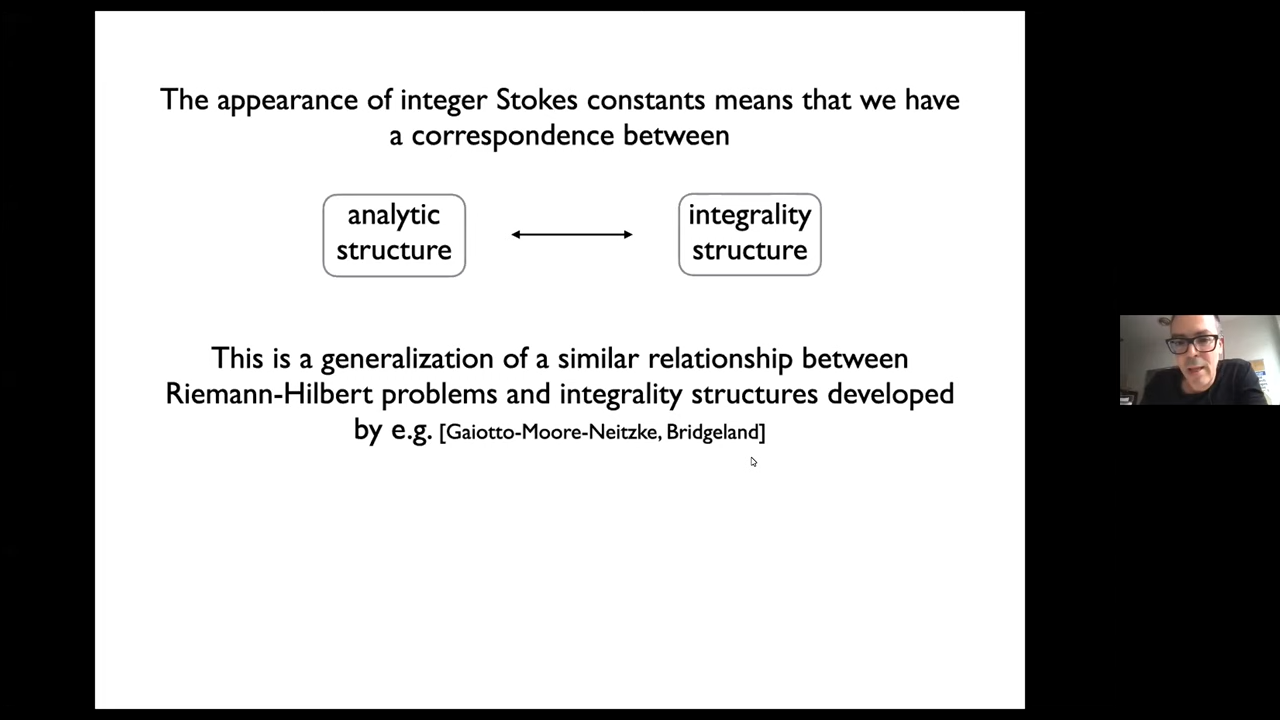 The appearance of integer Stokes constants means that we have
a correspondence between
analytic
structure
integrality
structure
This is a generalization of a similar relationship between
Riemann-Hilbert problems and integrality structures developed
by e.g. [Gaiotto-Moore-Neitzke, Bridgeland]